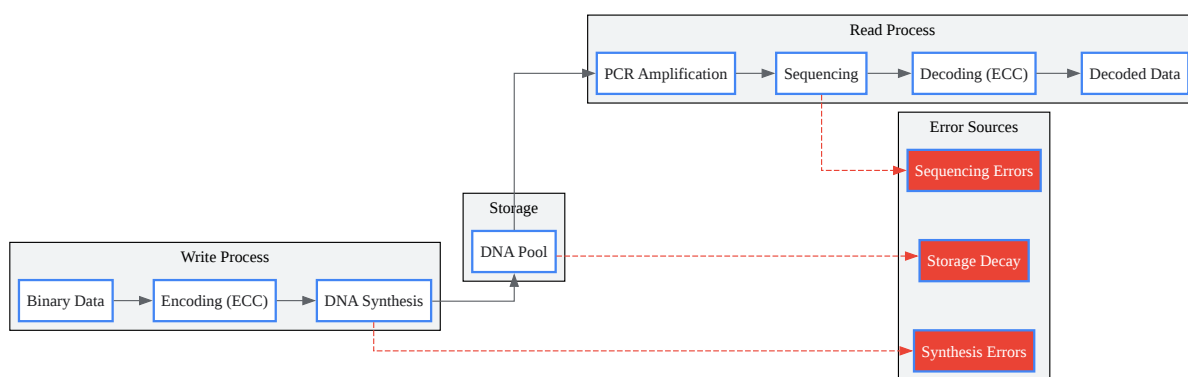 Read Process
PCR Amplification
Sequencing
Decoding (ECC)
Decoded Data
Error Sources
Sequencing Errors
Storage
DNA Pool
Storage Decay
Write Process
Binary Data
Encoding (ECC)
DNA Synthesis
Synthesis Errors